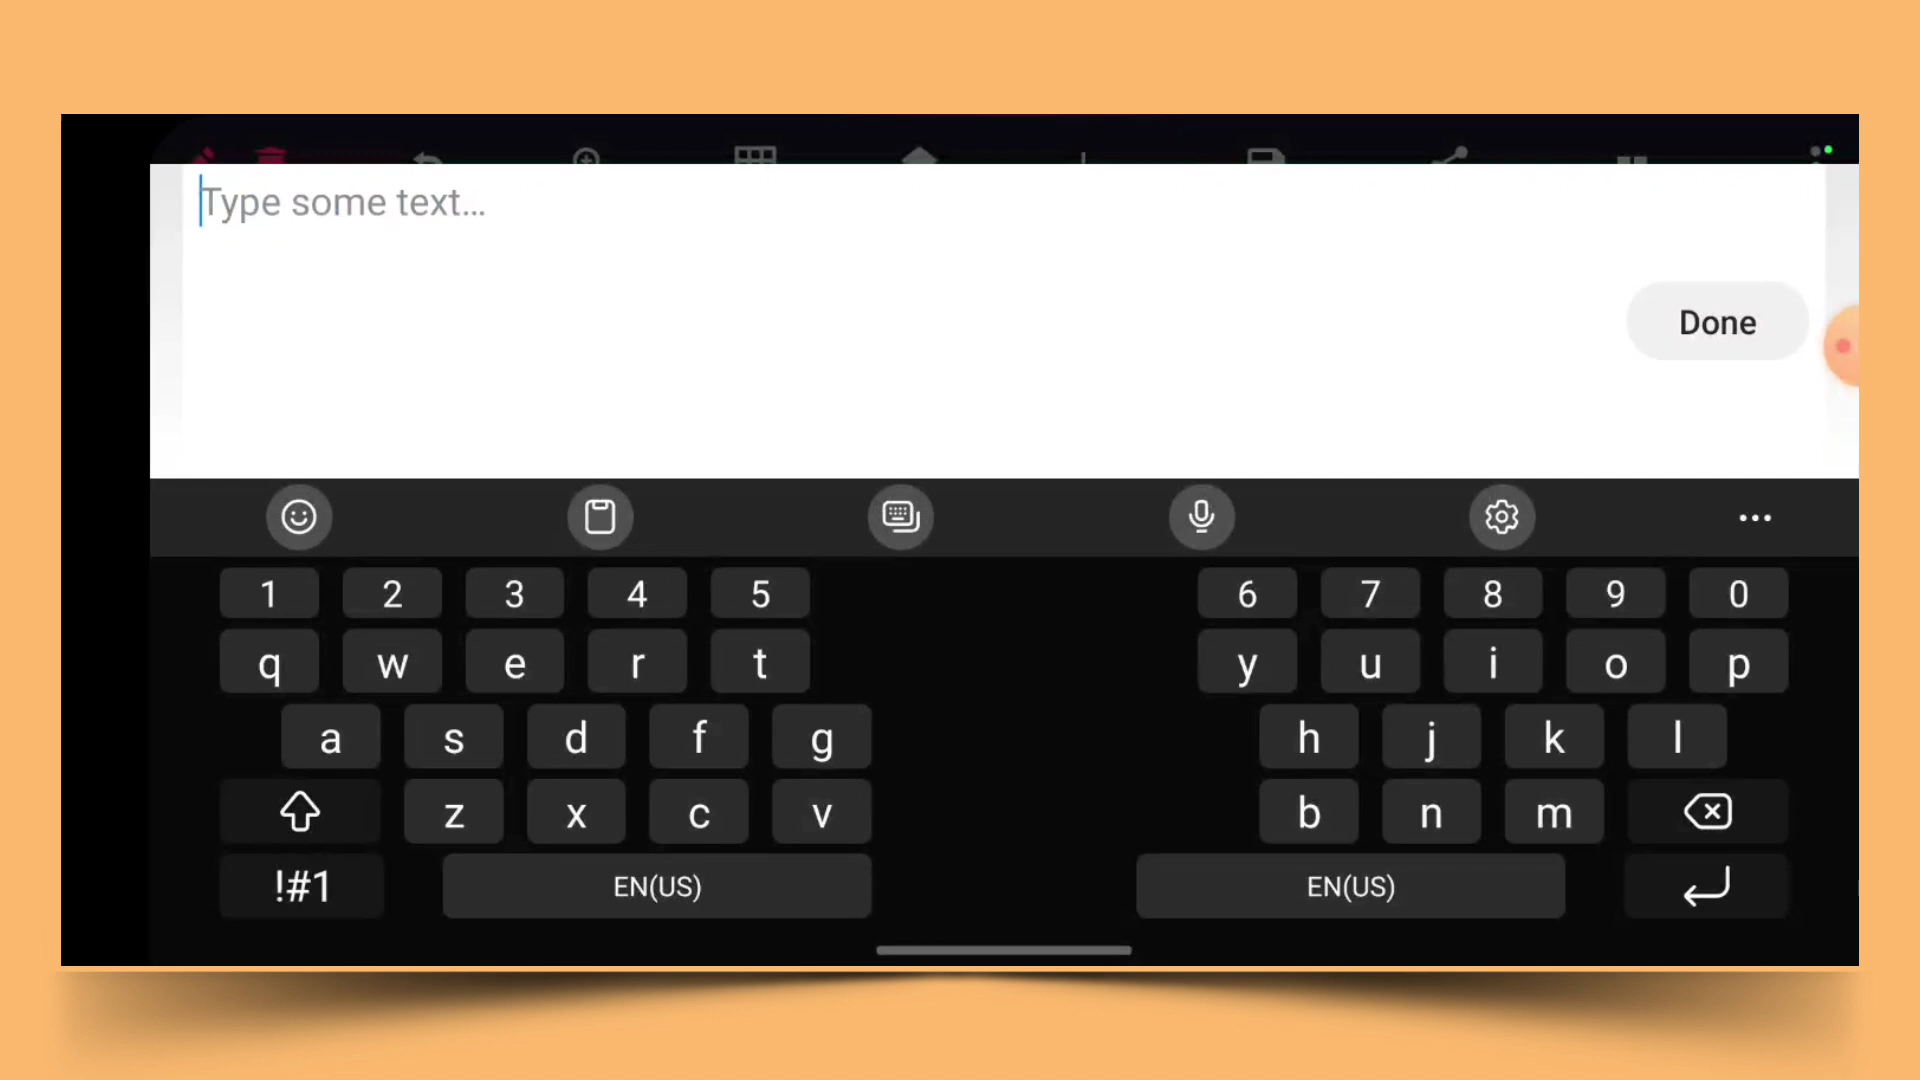 Type some text...
Done
1 2 3 4 5 6 7 8 9 0
q w e r t y u i o p
a s d f g h j k l
z x c v b n m
!#1 EN(US) EN(US)